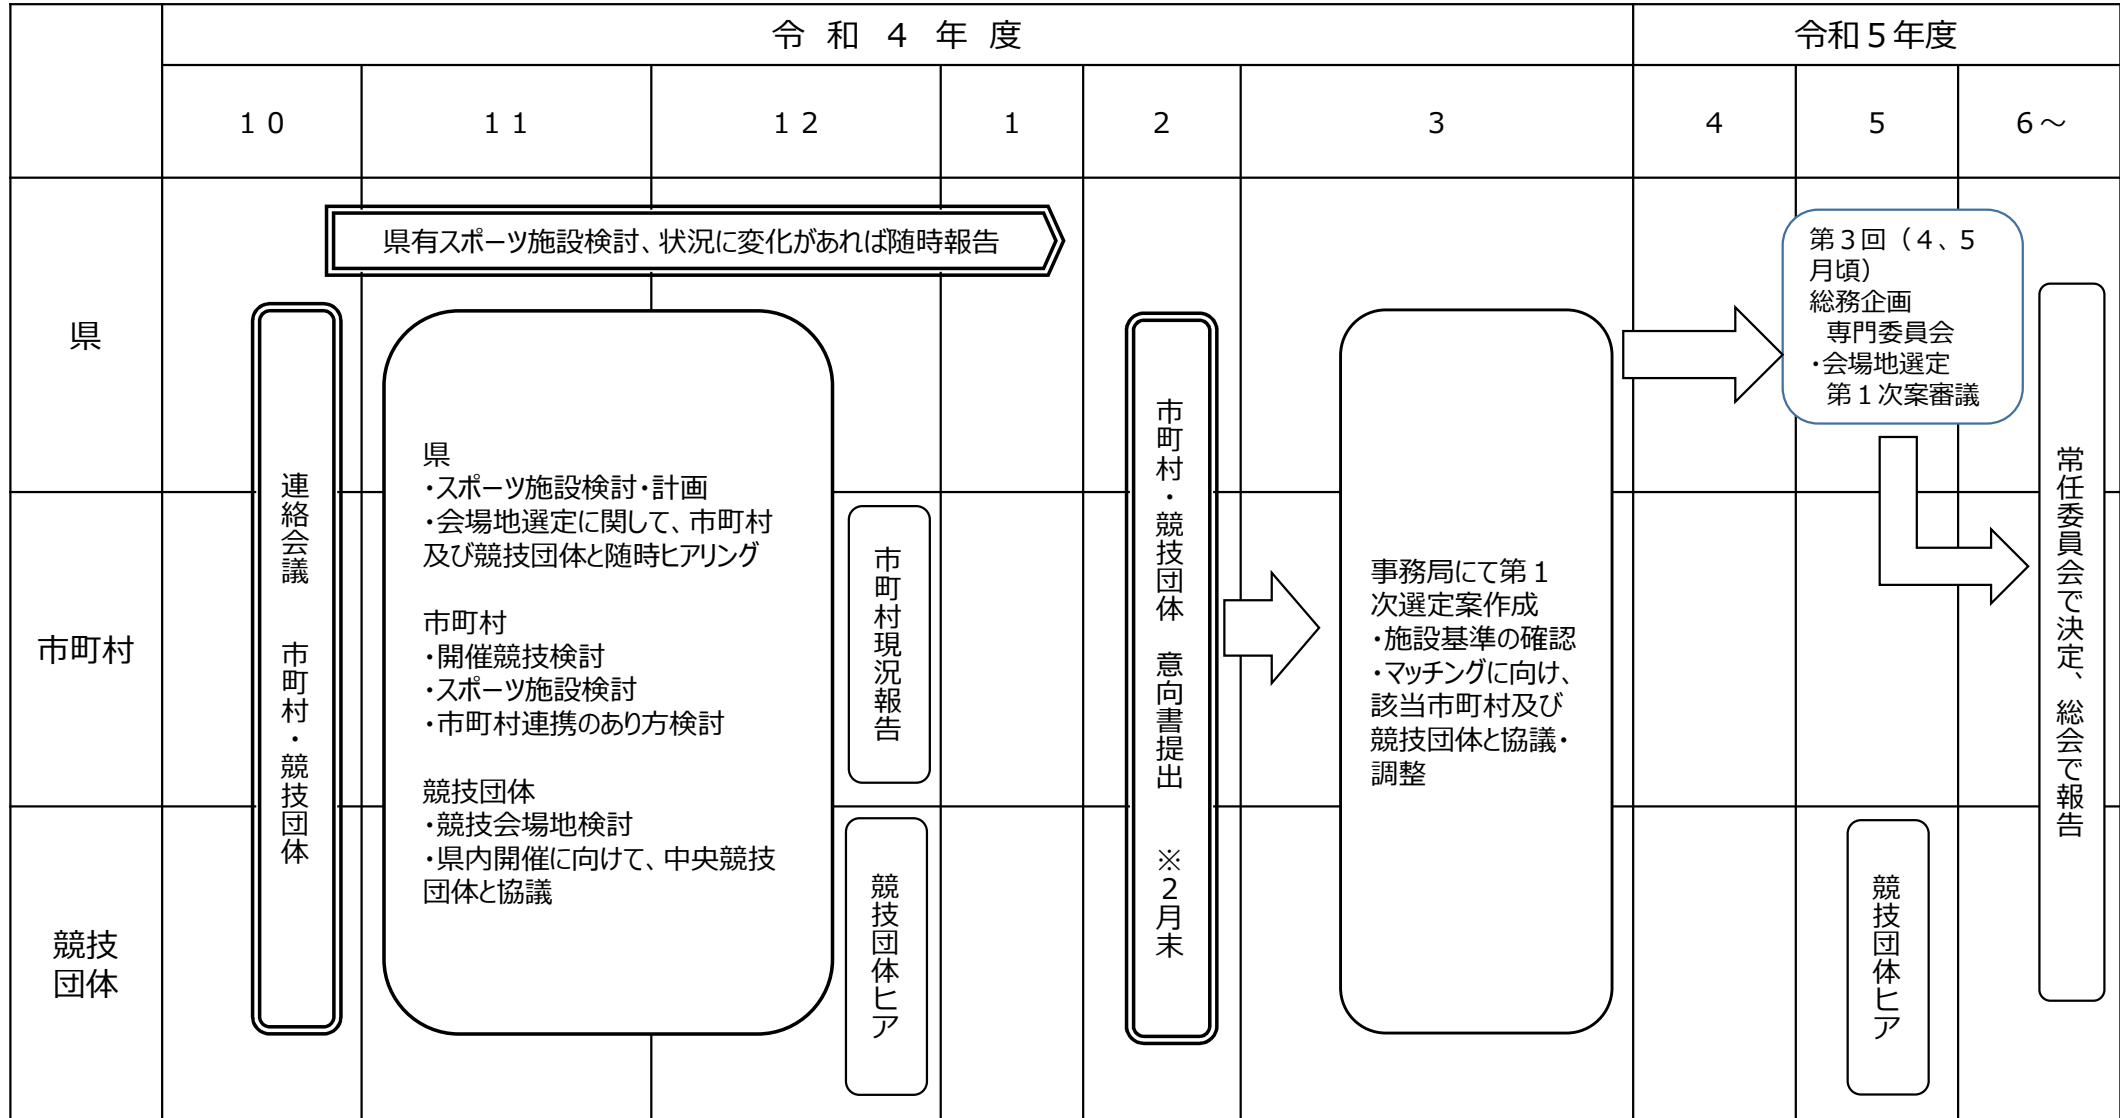 令和４年度
令和５年度
１０
１１
１２
１
２
３
４
５
６～
県
市町村
競技
団体
県有スポーツ施設検討、状況に変化があれば随時報告
連絡会議　市町村・競技団体
県
・スポーツ施設検討・計画
・会場地選定に関して、市町村
及び競技団体と随時ヒアリング
市町村
・開催競技検討
・スポーツ施設検討
・市町村連携のあり方検討
競技団体
・競技会場地検討
・県内開催に向けて、中央競技
団体と協議
市町村現況報告
競技団体ヒア
市町村・競技団体　意向書提出　※２月末
事務局にて第１
次選定案作成
・施設基準の確認
・マッチングに向け、
該当市町村及び
競技団体と協議・
調整
第３回（４、５
月頃）
総務企画
専門委員会
・会場地選定
第１次案審議
競技団体ヒア
常任委員会で決定、総会で報告